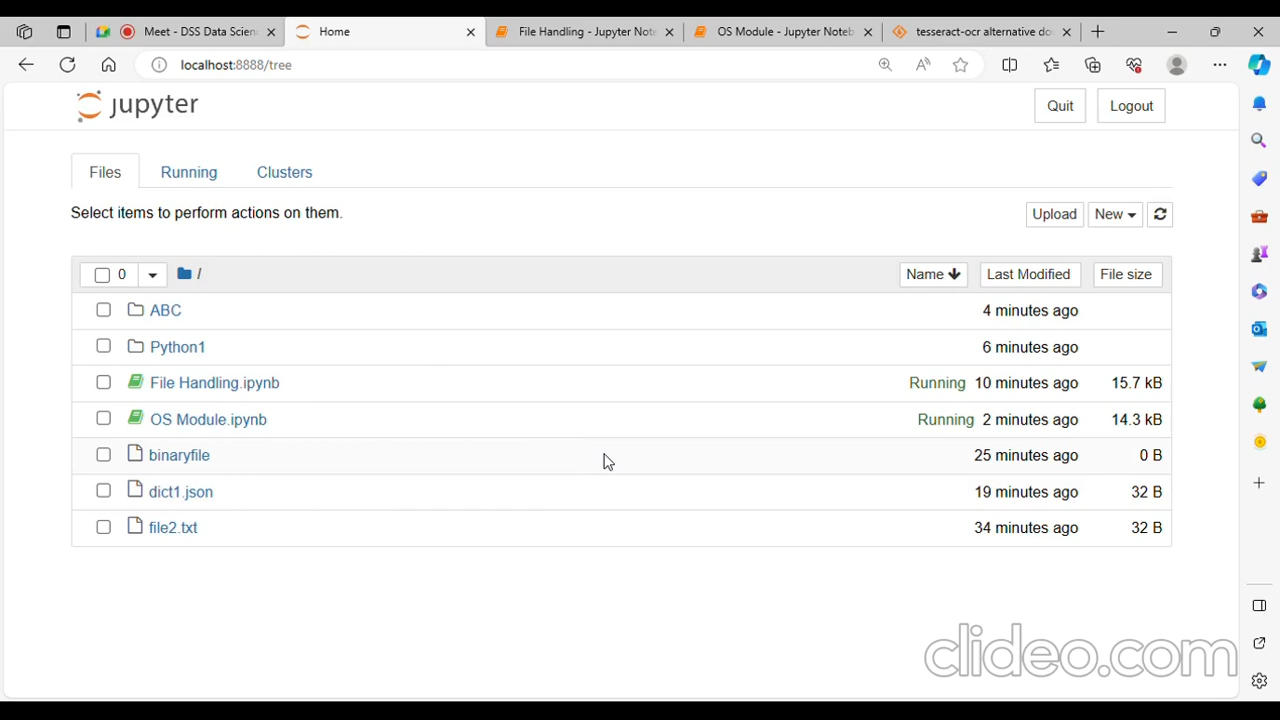 Meet - DSS Data Scien
Home
File Handling - Jupyter Note
OS Module - Jupyter Noteb
tesseract-ocr alternative do
localhost:8888/tree
jupyter
Quit
Logout
Files
Running
Clusters
Select items to perform actions on them.
Upload
New
0
/
Name
Last Modified
File size
ABC
4 minutes ago
Python1
6 minutes ago
File Handling.ipynb
Running 10 minutes ago 15.7 kB
OS Module.ipynb
Running 2 minutes ago 14.3 kB
binaryfile
25 minutes ago 0 B
dict1.json
19 minutes ago 32 B
file2.txt
34 minutes ago 32 B
clideo.com